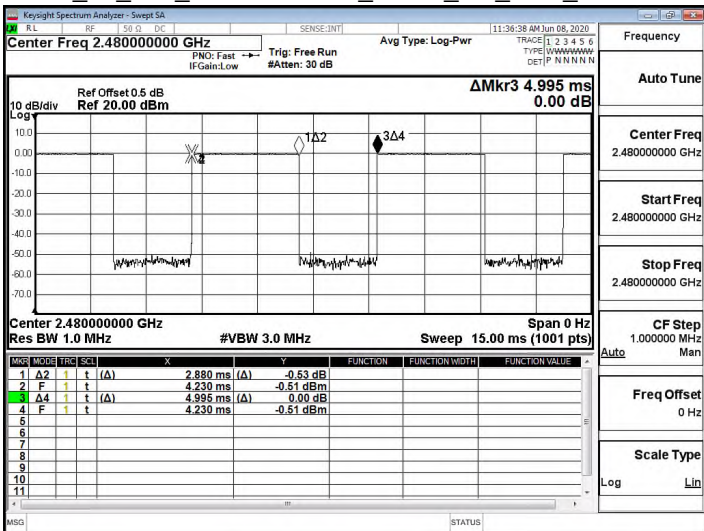 Keysight Spectrum Analyzer - Swept SA
RL RF 50 Ω DC SENSE:INT 11:36:38 AM Jun 08, 2020
Center Freq 2.480000000 GHz
PNO: Fast
IFGain:Low
Trig: Free Run
#Atten: 30 dB
Avg Type: Log-Pwr
TRACE 1 2 3 4 5 6
TYPE WWWWWW
DET P N N N N N
Ref Offset 0.5 dB
10 dB/div Ref 20.00 dBm
Log
ΔMkr3 4.995 ms
0.00 dB
10.0
0.00
-10.0
-20.0
-30.0
-40.0
-50.0
-60.0
-70.0
1Δ2
3Δ4
Center 2.480000000 GHz Span 0 Hz
Res BW 1.0 MHz #VBW 3.0 MHz Sweep 15.00 ms (1001 pts)
MKR MODE TRC SCL X Y FUNCTION FUNCTION WIDTH FUNCTION VALUE
1 Δ2 1 t (Δ) 2.880 ms (Δ) -0.53 dB
2 F 1 t 4.230 ms -0.51 dBm
3 Δ4 1 t (Δ) 4.995 ms (Δ) 0.00 dB
4 F 1 t 4.230 ms -0.51 dBm
5
6
7
8
9
10
11
MSG STATUS
Frequency
Auto Tune
Center Freq
2.480000000 GHz
Start Freq
2.480000000 GHz
Stop Freq
2.480000000 GHz
CF Step
1.000000 MHz
Auto Man
Freq Offset
0 Hz
Scale Type
Log Lin